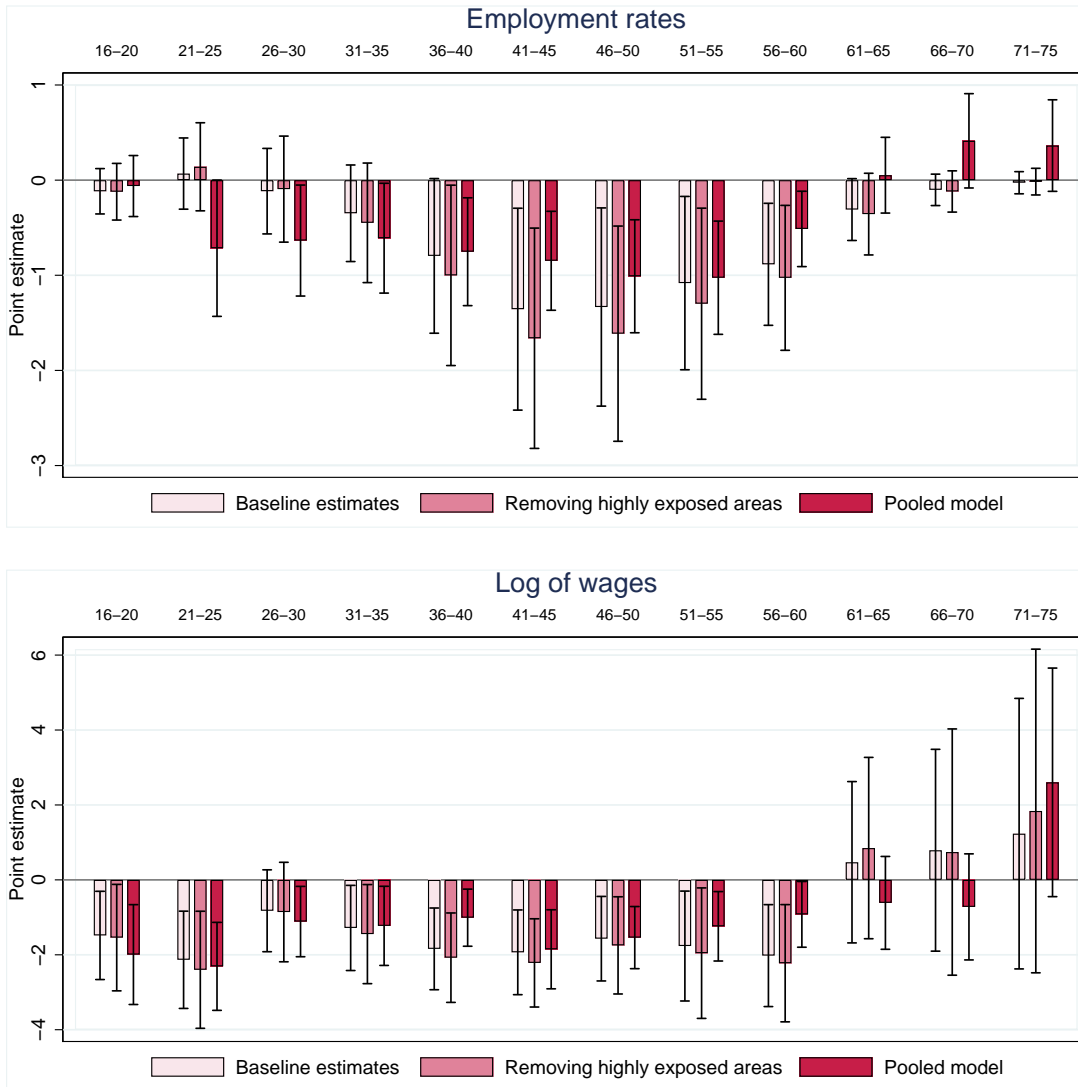 Employment rates
16–20 21–25 26–30 31–35 36–40 41–45 46–50 51–55 56–60 61–65 66–70 71–75
Point estimate
1
0
−1
−2
−3
Baseline estimates Removing highly exposed areas Pooled model
Log of wages
16–20 21–25 26–30 31–35 36–40 41–45 46–50 51–55 56–60 61–65 66–70 71–75
Point estimate
6
4
2
0
−2
−4
Baseline estimates Removing highly exposed areas Pooled model